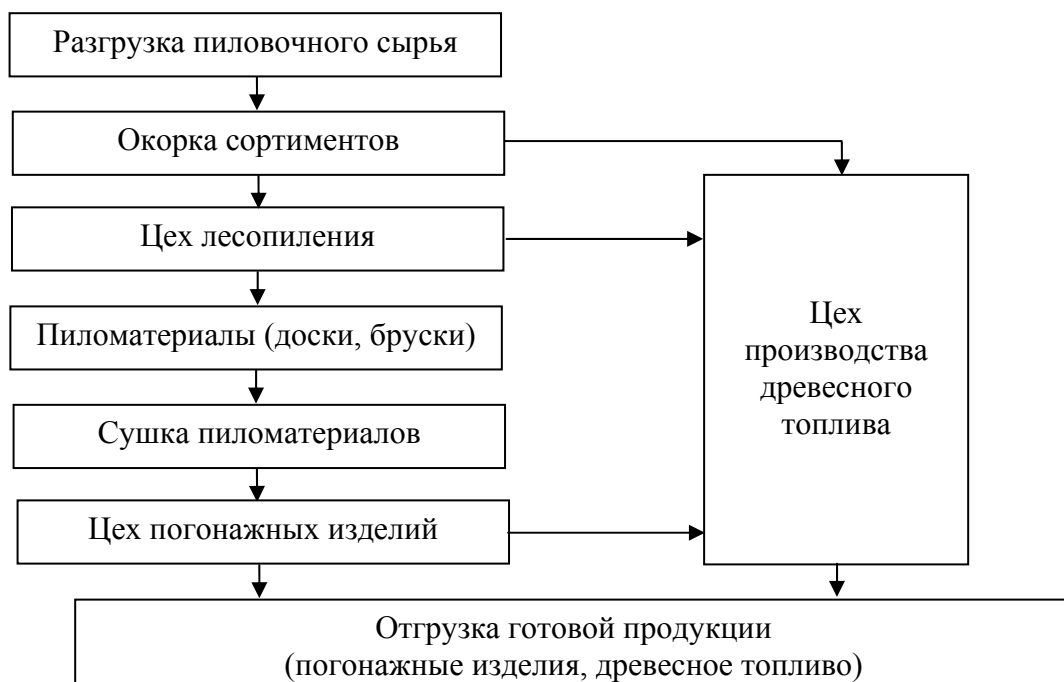 Разгрузка пиловочного сырья
Окорка сортиментов
Цех лесопиления
Пиломатериалы (доски, бруски)
Сушка пиломатериалов
Цех погонажных изделий
Цех
производства
древесного
топлива
Отгрузка готовой продукции
(погонажные изделия, древесное топливо)